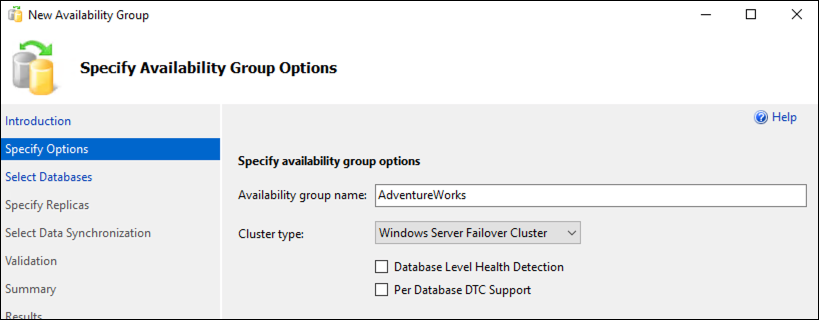 New Availability Group
Specify Availability Group Options
Introduction
Specify Options
Select Databases
Specify Replicas
Select Data Synchronization
Validation
Summary
Results
Help
Specify availability group options
Availability group name: AdventureWorks
Cluster type: Windows Server Failover Cluster
Database Level Health Detection
Per Database DTC Support